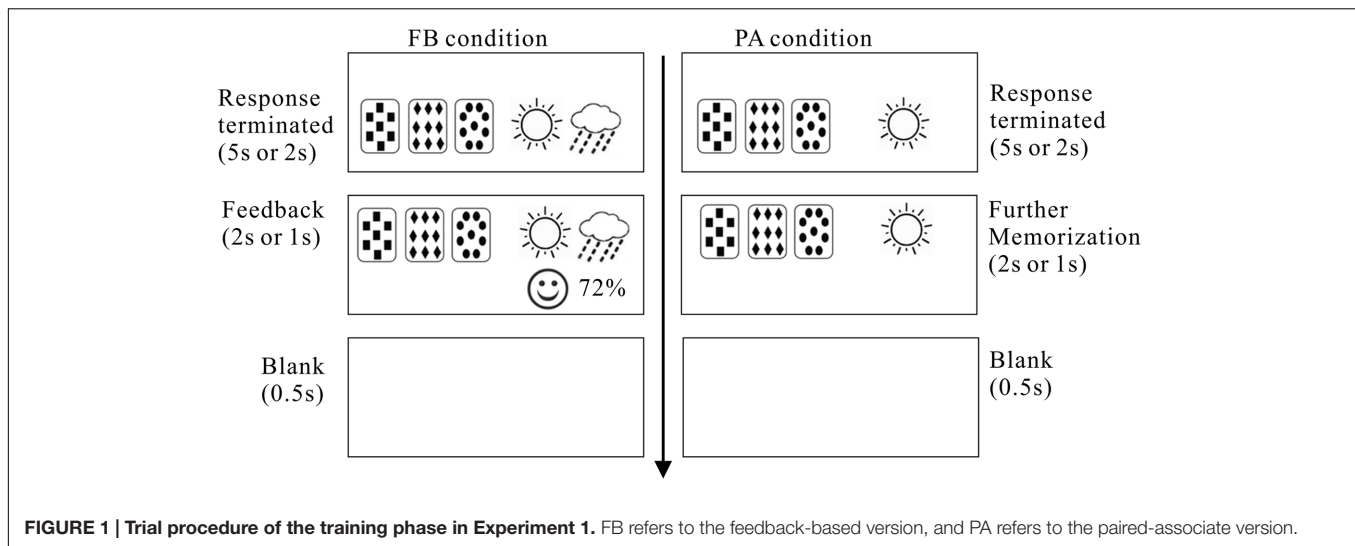 FB condition
PA condition
Response
terminated
(5s or 2s)
Response
terminated
(5s or 2s)
Feedback
(2s or 1s)
72%
Further
Memorization
(2s or 1s)
Blank
(0.5s)
Blank
(0.5s)
FIGURE 1 | Trial procedure of the training phase in Experiment 1. FB refers to the feedback-based version, and PA refers to the paired-associate version.